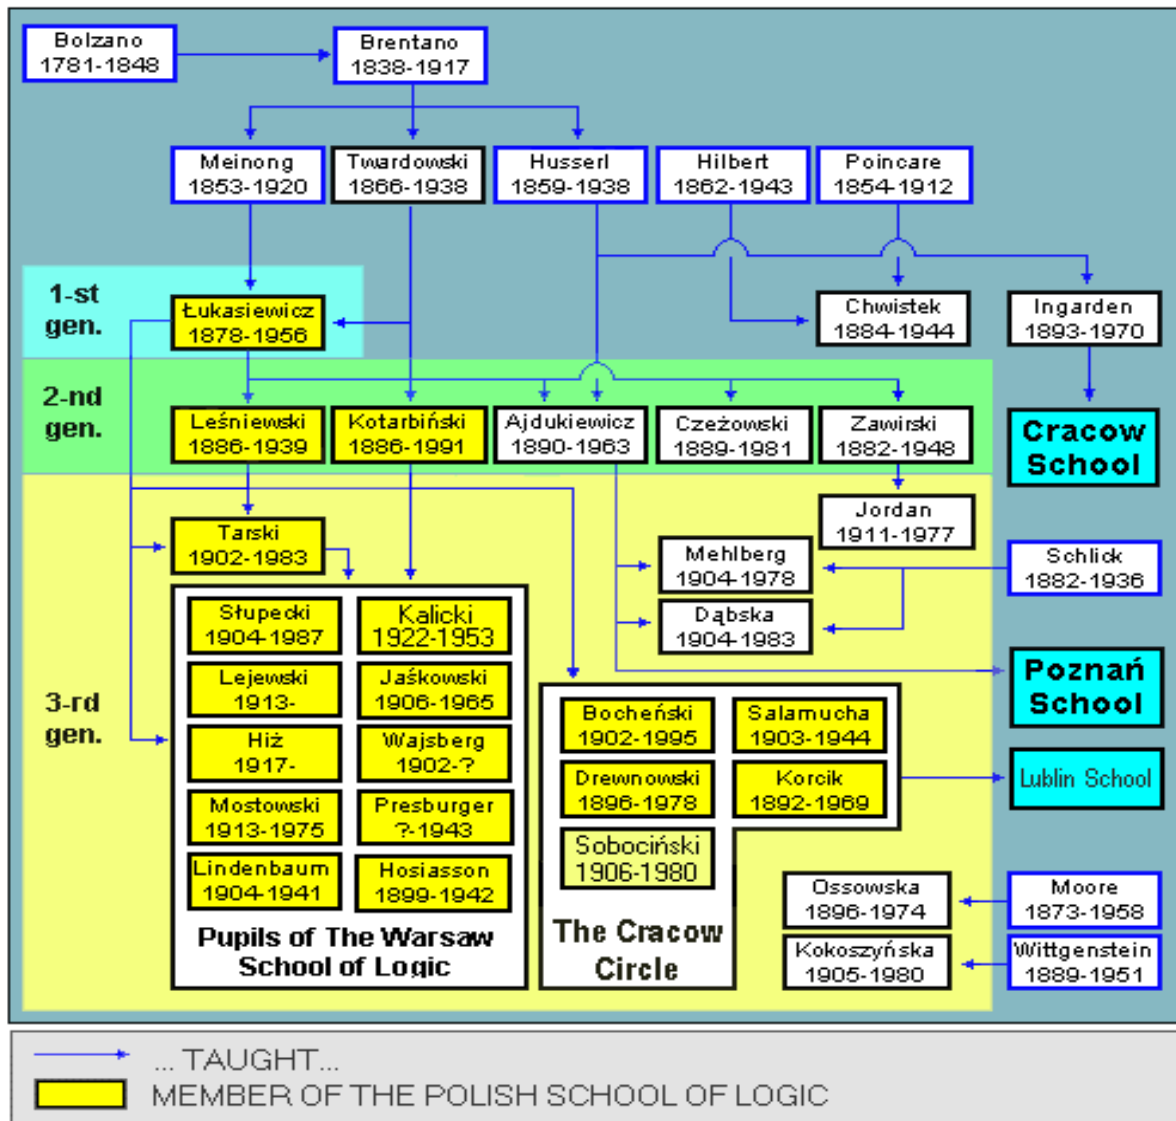 Bolzano
1781-1848
Brentano
1838-1917
Meinong
1853-1920
Twardowski
1866-1938
Husserl
1859-1938
Hilbert
1862-1943
Poincare
1854-1912
1-st
gen.
Łukasiewicz
1878-1956
Chwistek
1884-1944
Ingarden
1893-1970
2-nd
gen.
Leśniewski
1886-1939
Kotarbiński
1886-1991
Ajdukiewicz
1890-1963
Czeżowski
1889-1981
Zawirski
1882-1948
Cracow
School
Tarski
1902-1983
Jordan
1911-1977
Mehlberg
1904-1978
Schlick
1882-1936
Dąbska
1904-1983
3-rd
gen.
Słupecki
1904-1987
Kalicki
1922-1953
Lejewski
1913-
Jaśkowski
1906-1965
Hiż
1917-
Wajsberg
1902-?
Mostowski
1913-1975
Presburger
?-1943
Lindenbaum
1904-1941
Hosiasson
1899-1942
Pupils of The Warsaw
School of Logic
Bocheński
1902-1995
Salamucha
1903-1944
Drewnowski
1896-1978
Korcik
1892-1969
Sobociński
1906-1980
The Cracow
Circle
Poznań
School
Lublin School
Ossowska
1896-1974
Moore
1873-1958
Kokoszyńska
1905-1980
Wittgenstein
1889-1951
... TAUGHT...
MEMBER OF THE POLISH SCHOOL OF LOGIC